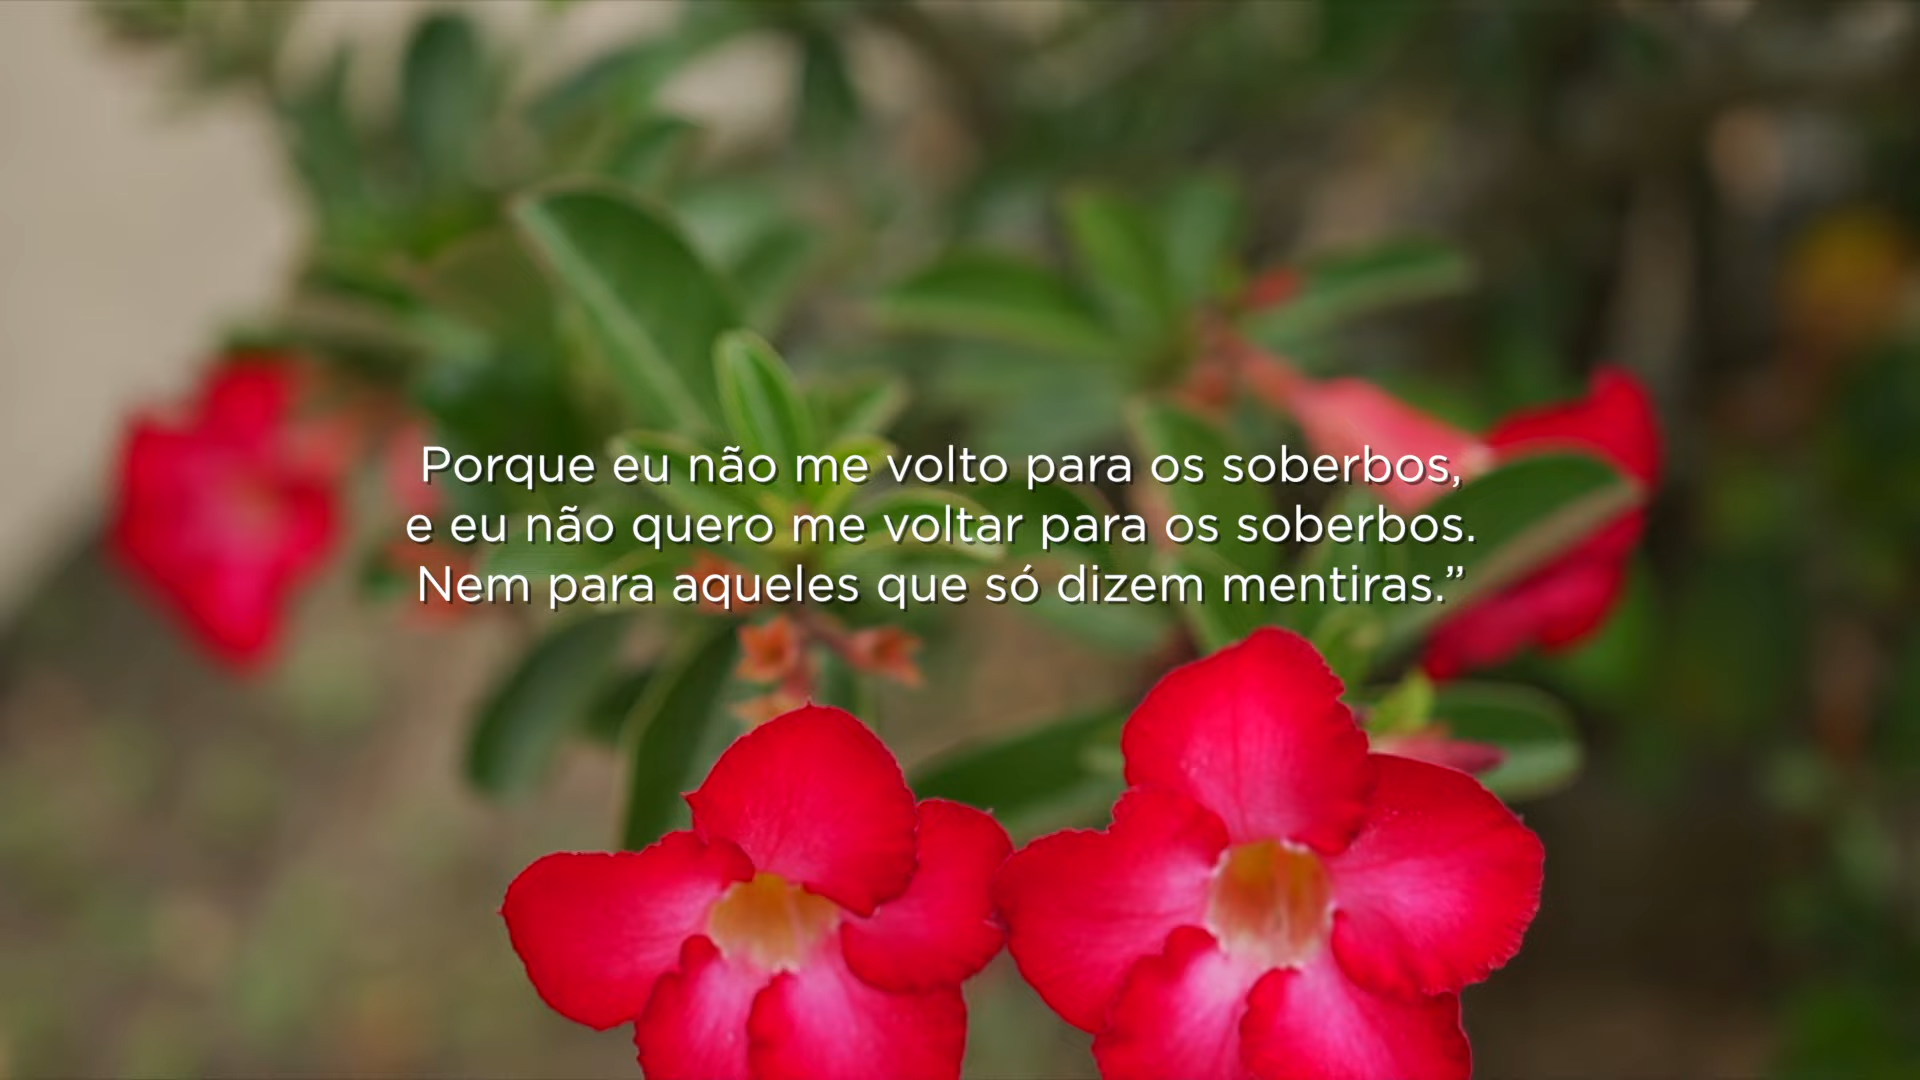 Porque eu não me volto para os soberbos,
e eu não quero me voltar para os soberbos.
Nem para aqueles que só dizem mentiras.”